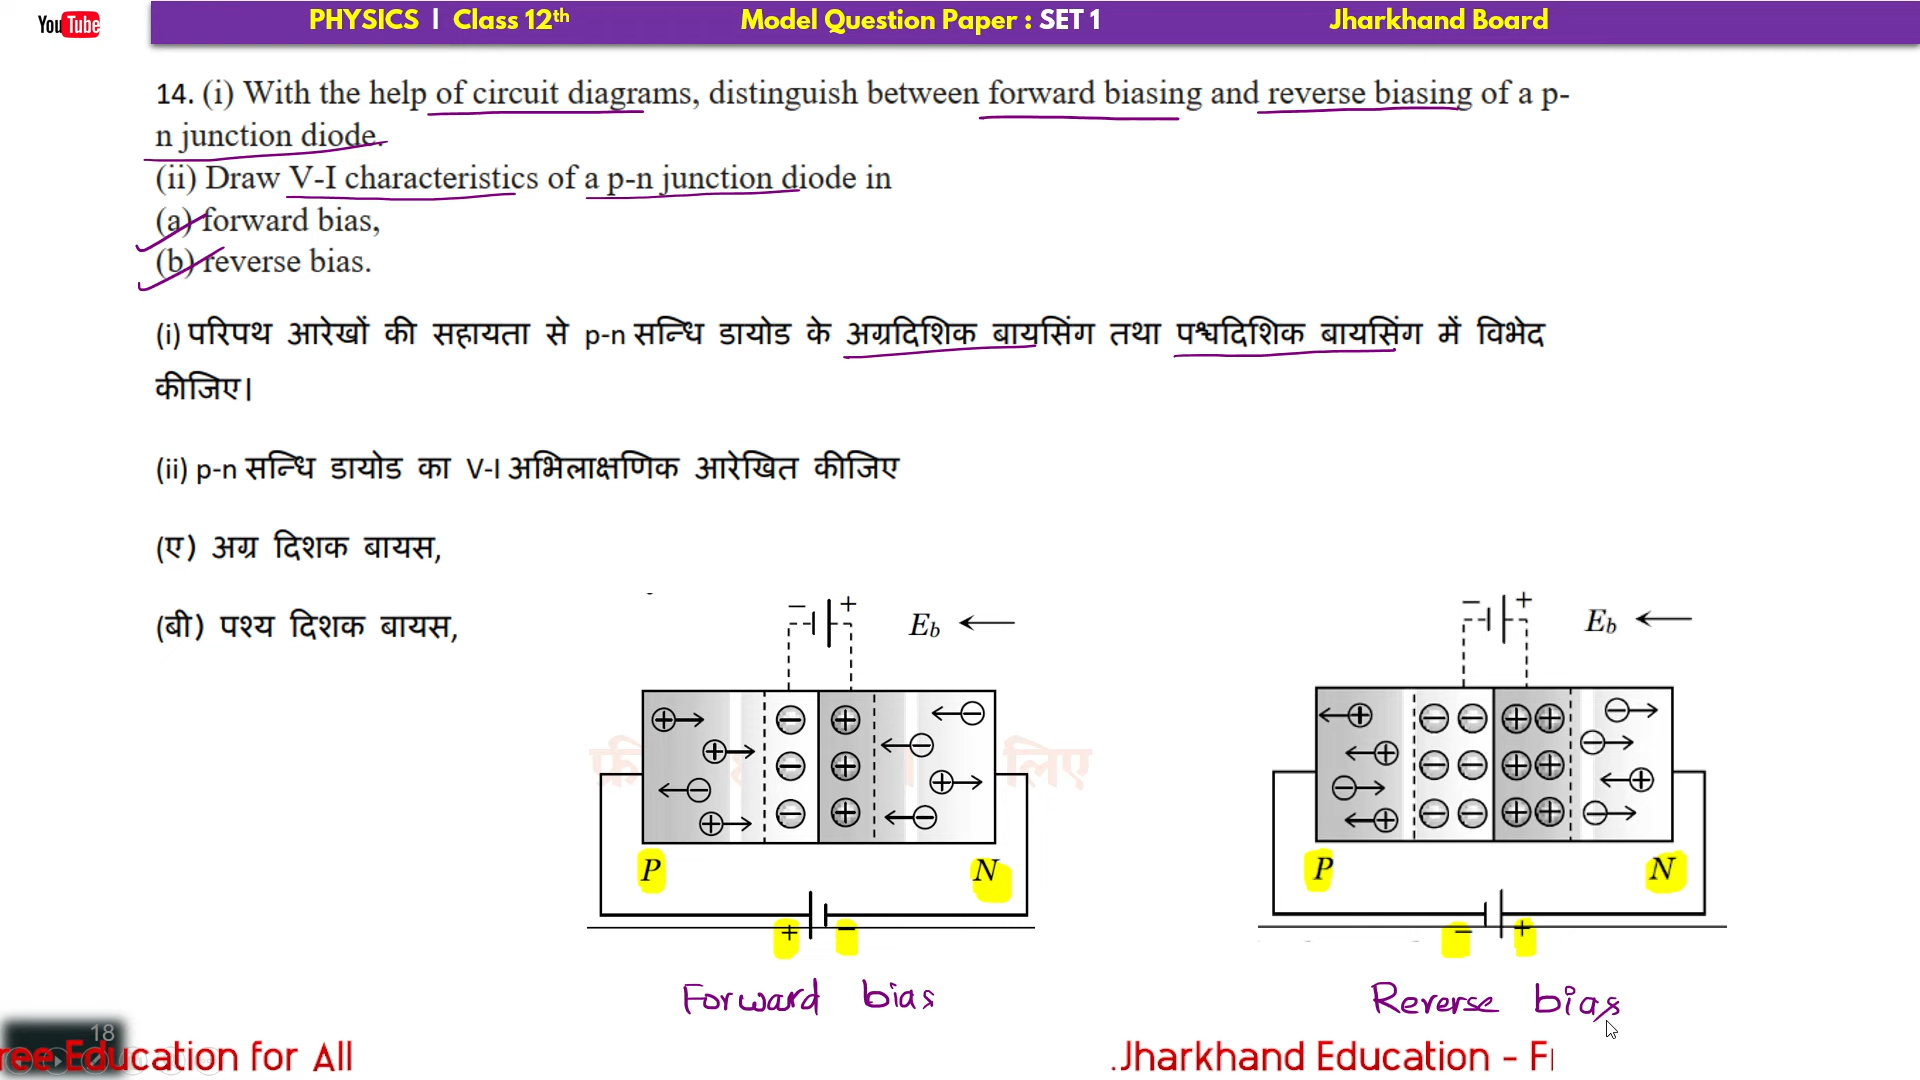 YouTube
PHYSICS | Class 12th Model Question Paper : SET 1 Jharkhand Board
14. (i) With the help of circuit diagrams, distinguish between forward biasing and reverse biasing of a p-
n junction diode.
(ii) Draw V-I characteristics of a p-n junction diode in
(a) forward bias,
(b) reverse bias.
(i) परिपथ आरेखों की सहायता से p-n सन्धि डायोड के अग्रदिशिक बायसिंग तथा पश्चदिशिक बायसिंग में विभेद
कीजिए।
(ii) p-n सन्धि डायोड का V-I अभिलाक्षणिक आरेखित कीजिए
(ए) अग्र दिशक बायस,
(बी) पश्य दिशक बायस,
− + Eb
− + Eb
लिए
P N
P N
+ −
− +
Forward bias
Reverse bias
18
ree Education for All
.Jharkhand Education - F